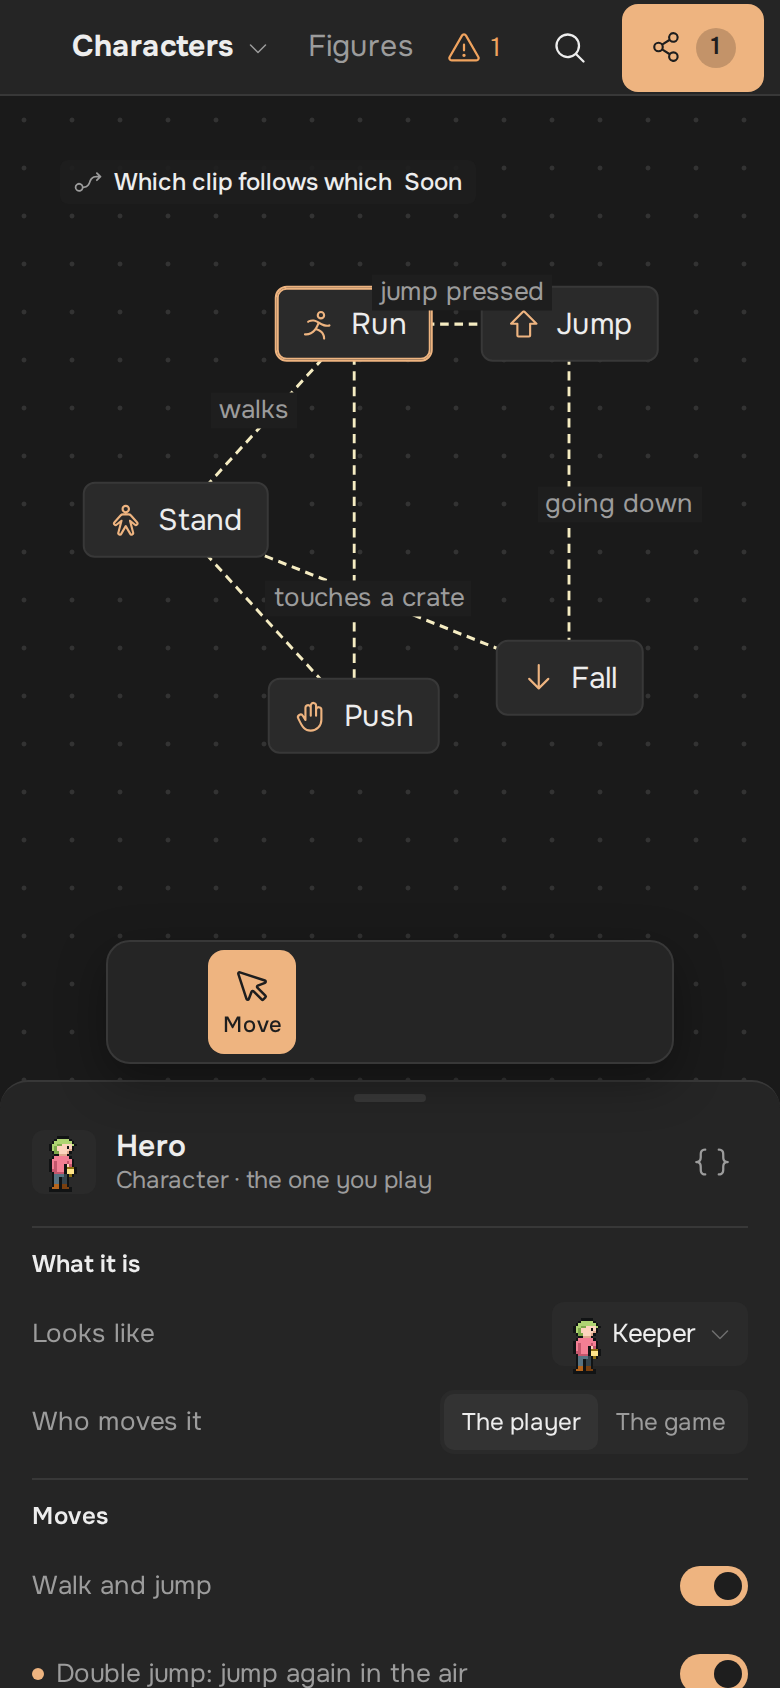 Characters Figures 1 1
Which clip follows which Soon
jump pressed
Run Jump
walks
going down
Stand
touches a crate
Fall
Push
Move
Hero
Character · the one you play
{ }
What it is
Looks like Keeper
Who moves it The player The game
Moves
Walk and jump
Double jump: jump again in the air